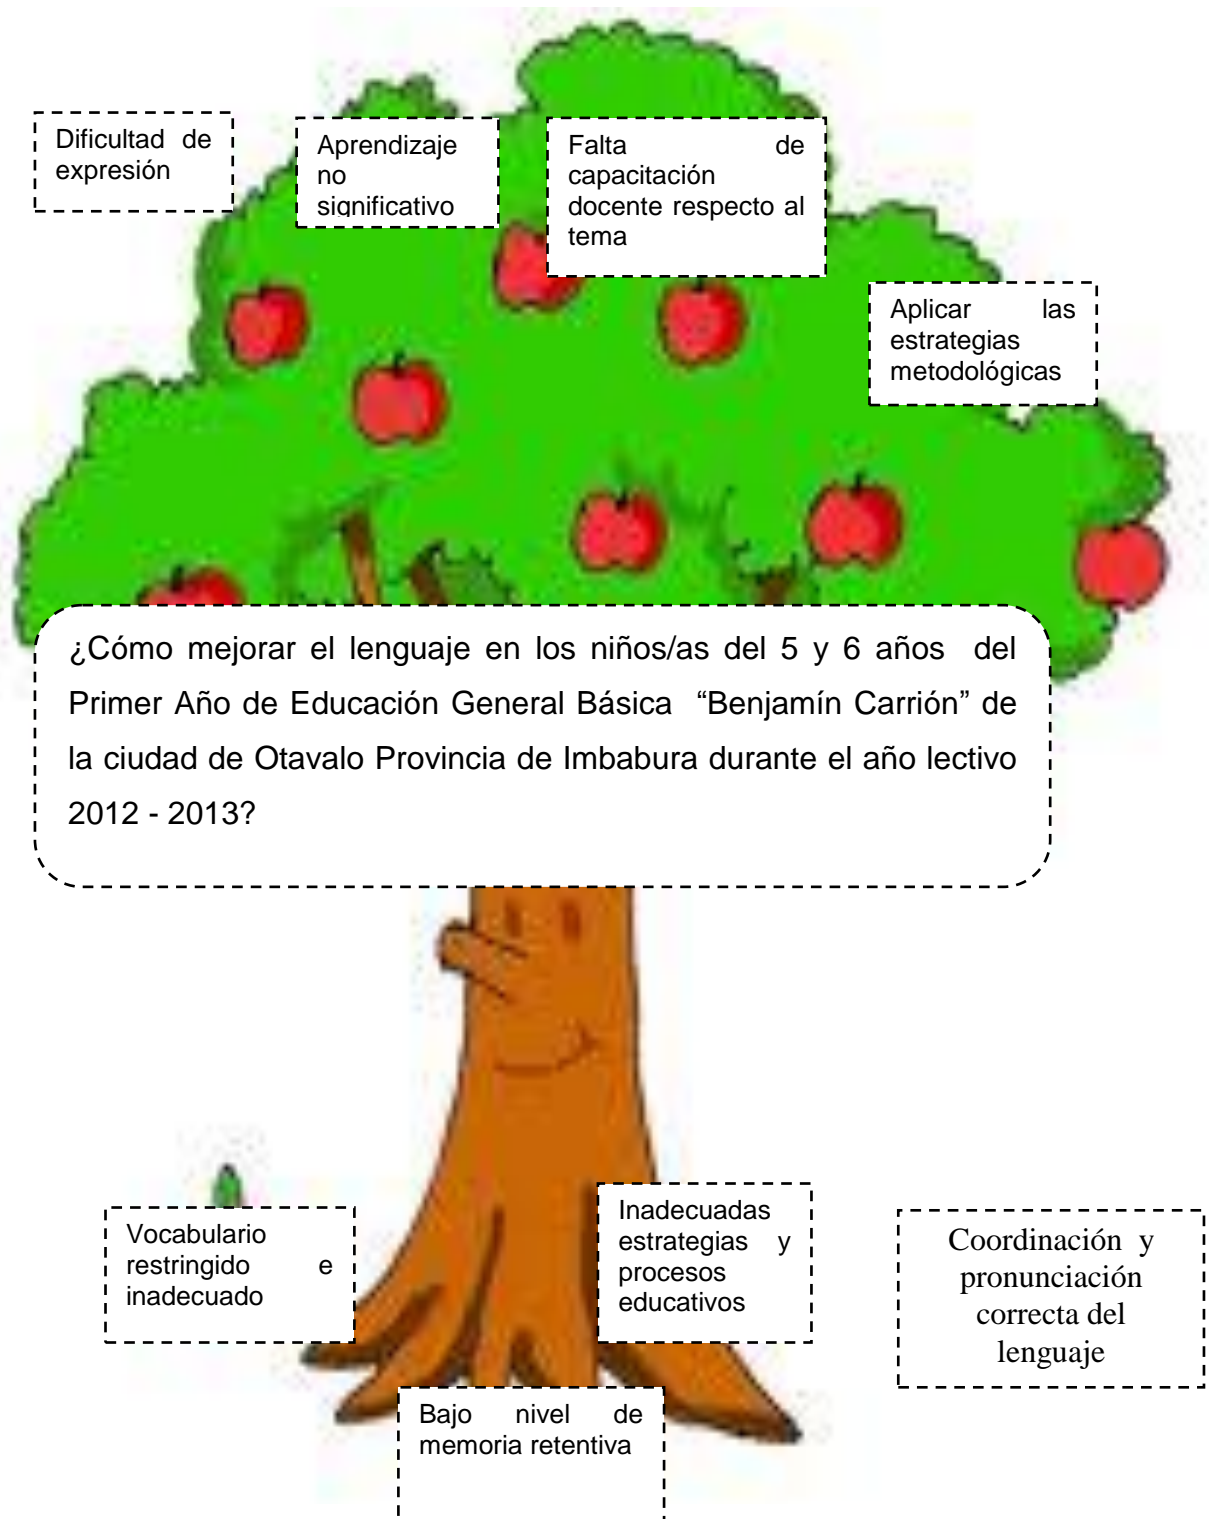 Dificultad de
expresión
Aprendizaje
no
significativo
Falta de
capacitación
docente respecto al
tema
Aplicar las
estrategias
metodológicas
¿Cómo mejorar el lenguaje en los niños/as del 5 y 6 años del
Primer Año de Educación General Básica “Benjamín Carrión” de
la ciudad de Otavalo Provincia de Imbabura durante el año lectivo
2012 - 2013?
Vocabulario
restringido e
inadecuado
Inadecuadas
estrategias y
procesos
educativos
Coordinación y
pronunciación
correcta del
lenguaje
Bajo nivel de
memoria retentiva